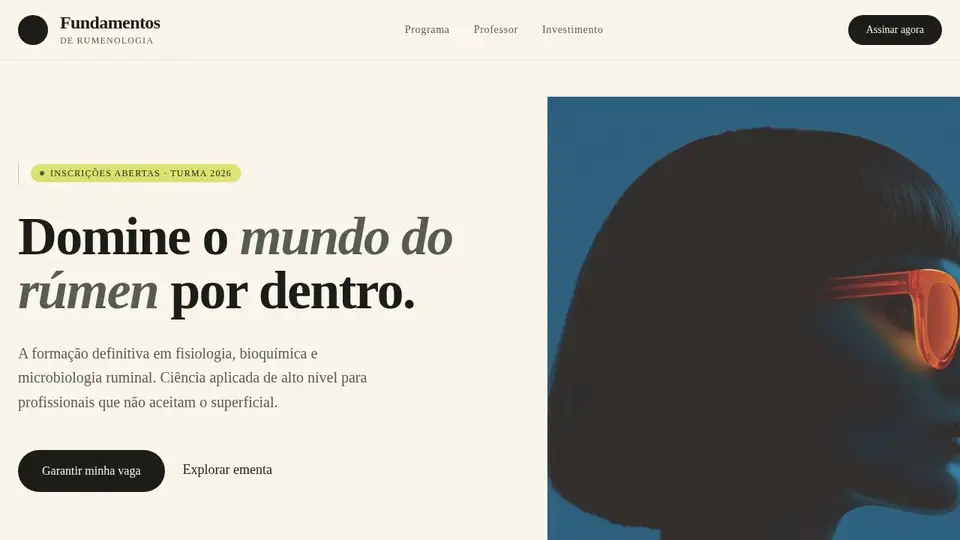 Fundamentos
DE RUMENOLOGIA
Programa
Professor
Investimento
Assinar agora
INSCRIÇÕES ABERTAS · TURMA 2026
Domine o mundo do
rúmen por dentro.
A formação definitiva em fisiologia, bioquímica e
microbiologia ruminal. Ciência aplicada de alto nível para
profissionais que não aceitam o superficial.
Garantir minha vaga
Explorar ementa